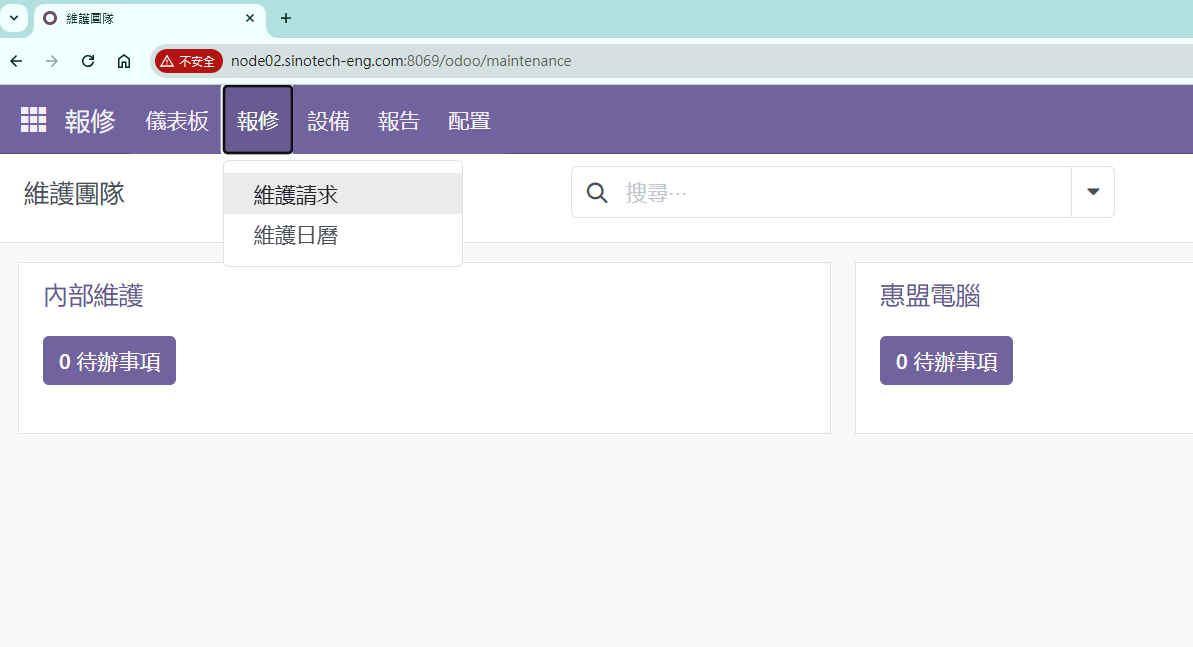 維護團隊
不安全 node02.sinotech-eng.com:8069/odoo/maintenance
報修 儀表板 報修 設備 報告 配置
維護團隊
搜尋…
維護請求
維護日曆
內部維護
0 待辦事項
惠盟電腦
0 待辦事項